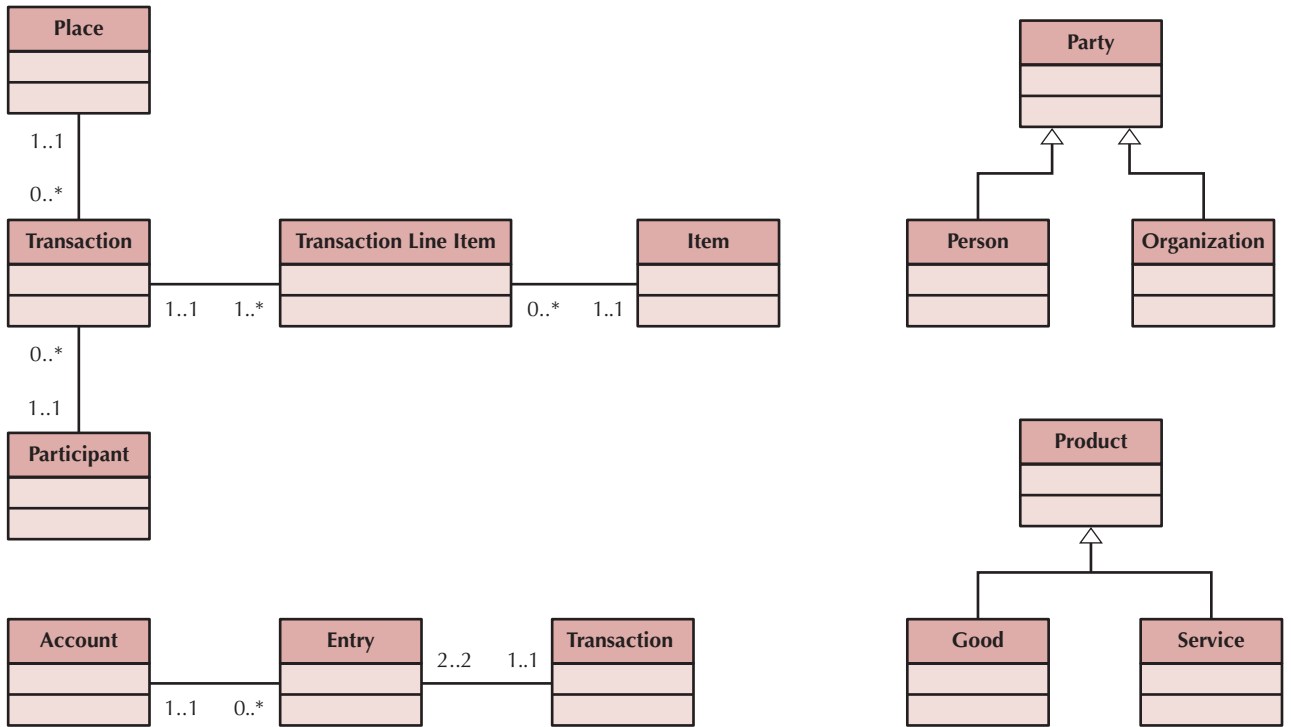 Place
1..1
0..*
Transaction
Transaction Line Item
Item
1..1
1..*
0..*
1..1
0..*
1..1
Participant
Party
Person
Organization
Account
Entry
Transaction
1..1
0..*
2..2
1..1
Product
Good
Service